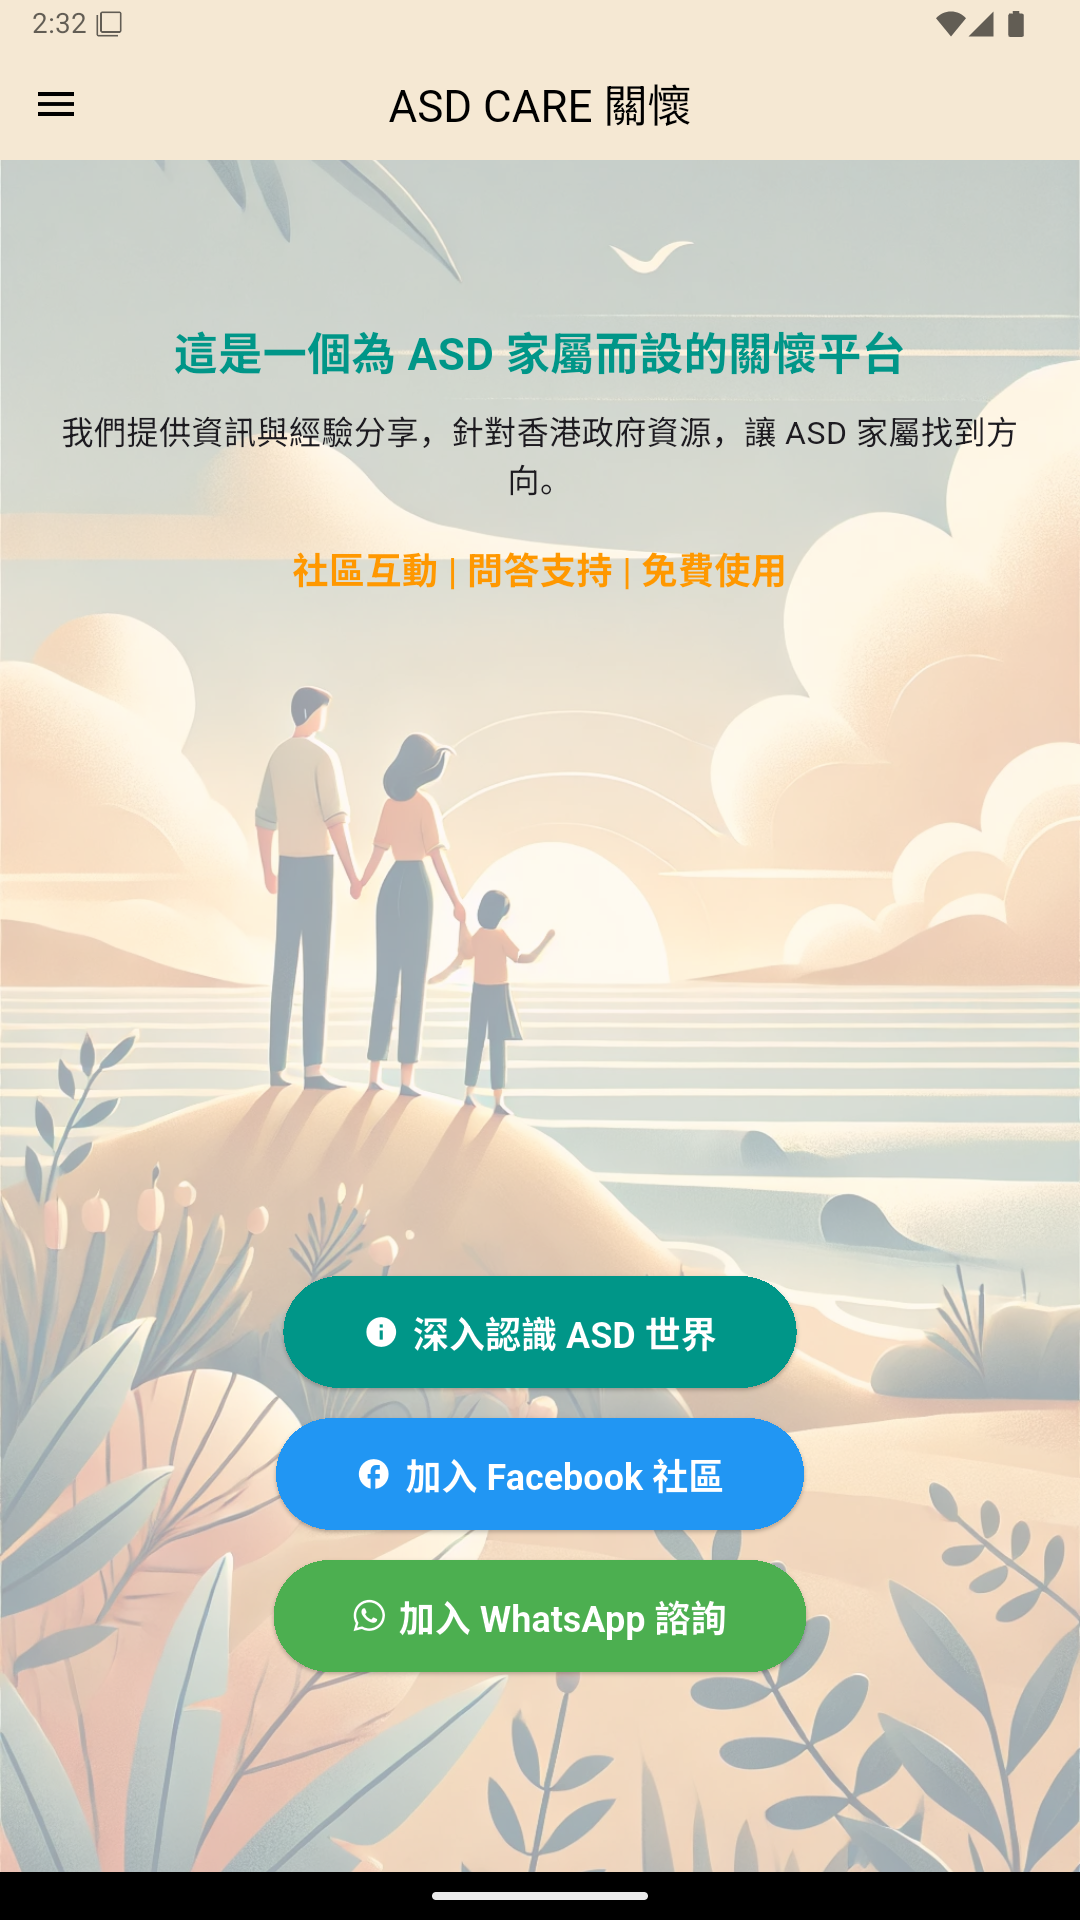 2:32
ASD CARE 關懷
這是一個為 ASD 家屬而設的關懷平台
我們提供資訊與經驗分享，針對香港政府資源，讓 ASD 家屬找到方
向。
社區互動 | 問答支持 | 免費使用
深入認識 ASD 世界
加入 Facebook 社區
加入 WhatsApp 諮詢